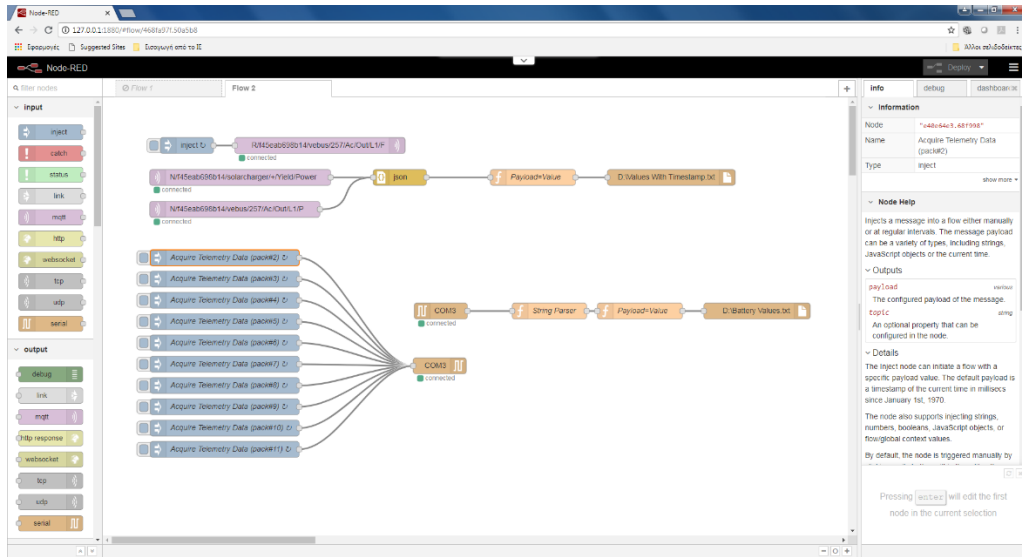 Node-RED
127.0.0.1:1880/#flow/468fa97f.50a5b8
Εφαρμογές
Suggested Sites
Εισαγωγή από το IE
Άλλοι σελιδοδείκτες
Node-RED
Deploy
filter nodes
Flow 1
Flow 2
info
debug
dashboard
input
inject
catch
status
link
mqtt
http
websocket
tcp
udp
serial
output
debug
link
mqtt
http response
websocket
tcp
udp
serial
inject ↻
R/f45eab698b14/vebus/257/Ac/Out/L1/F
connected
N/f45eab698b14/solarcharger/+/Yield/Power
connected
json
Payload=Value
D:\Values With Timestamp.txt
N/f45eab698b14/vebus/257/Ac/Out/L1/P
connected
Acquire Telemetry Data (pack#2) ↻
Acquire Telemetry Data (pack#3) ↻
Acquire Telemetry Data (pack#4) ↻
Acquire Telemetry Data (pack#5) ↻
Acquire Telemetry Data (pack#6) ↻
Acquire Telemetry Data (pack#7) ↻
Acquire Telemetry Data (pack#8) ↻
Acquire Telemetry Data (pack#9) ↻
Acquire Telemetry Data (pack#10) ↻
Acquire Telemetry Data (pack#11) ↻
COM3
connected
String Parser
Payload=Value
D:\Battery Values.txt
COM3
connected
Information
Node "c48e64e3.68f998"
Name Acquire Telemetry Data
(pack#2)
Type inject
show more
Node Help
Injects a message into a flow either manually
or at regular intervals. The message payload
can be a variety of types, including strings,
JavaScript objects or the current time.
Outputs
payload various
The configured payload of the message.
topic string
An optional property that can be
configured in the node.
Details
The Inject node can initiate a flow with a
specific payload value. The default payload is
a timestamp of the current time in millisecs
since January 1st, 1970.
The node also supports injecting strings,
numbers, booleans, JavaScript objects, or
flow/global context values.
By default, the node is triggered manually by
Pressing enter will edit the first
node in the current selection